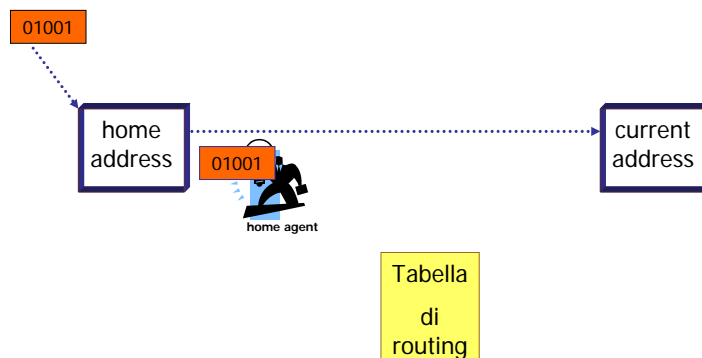 01001
home
address
01001
home agent
current
address
Tabella
di
routing